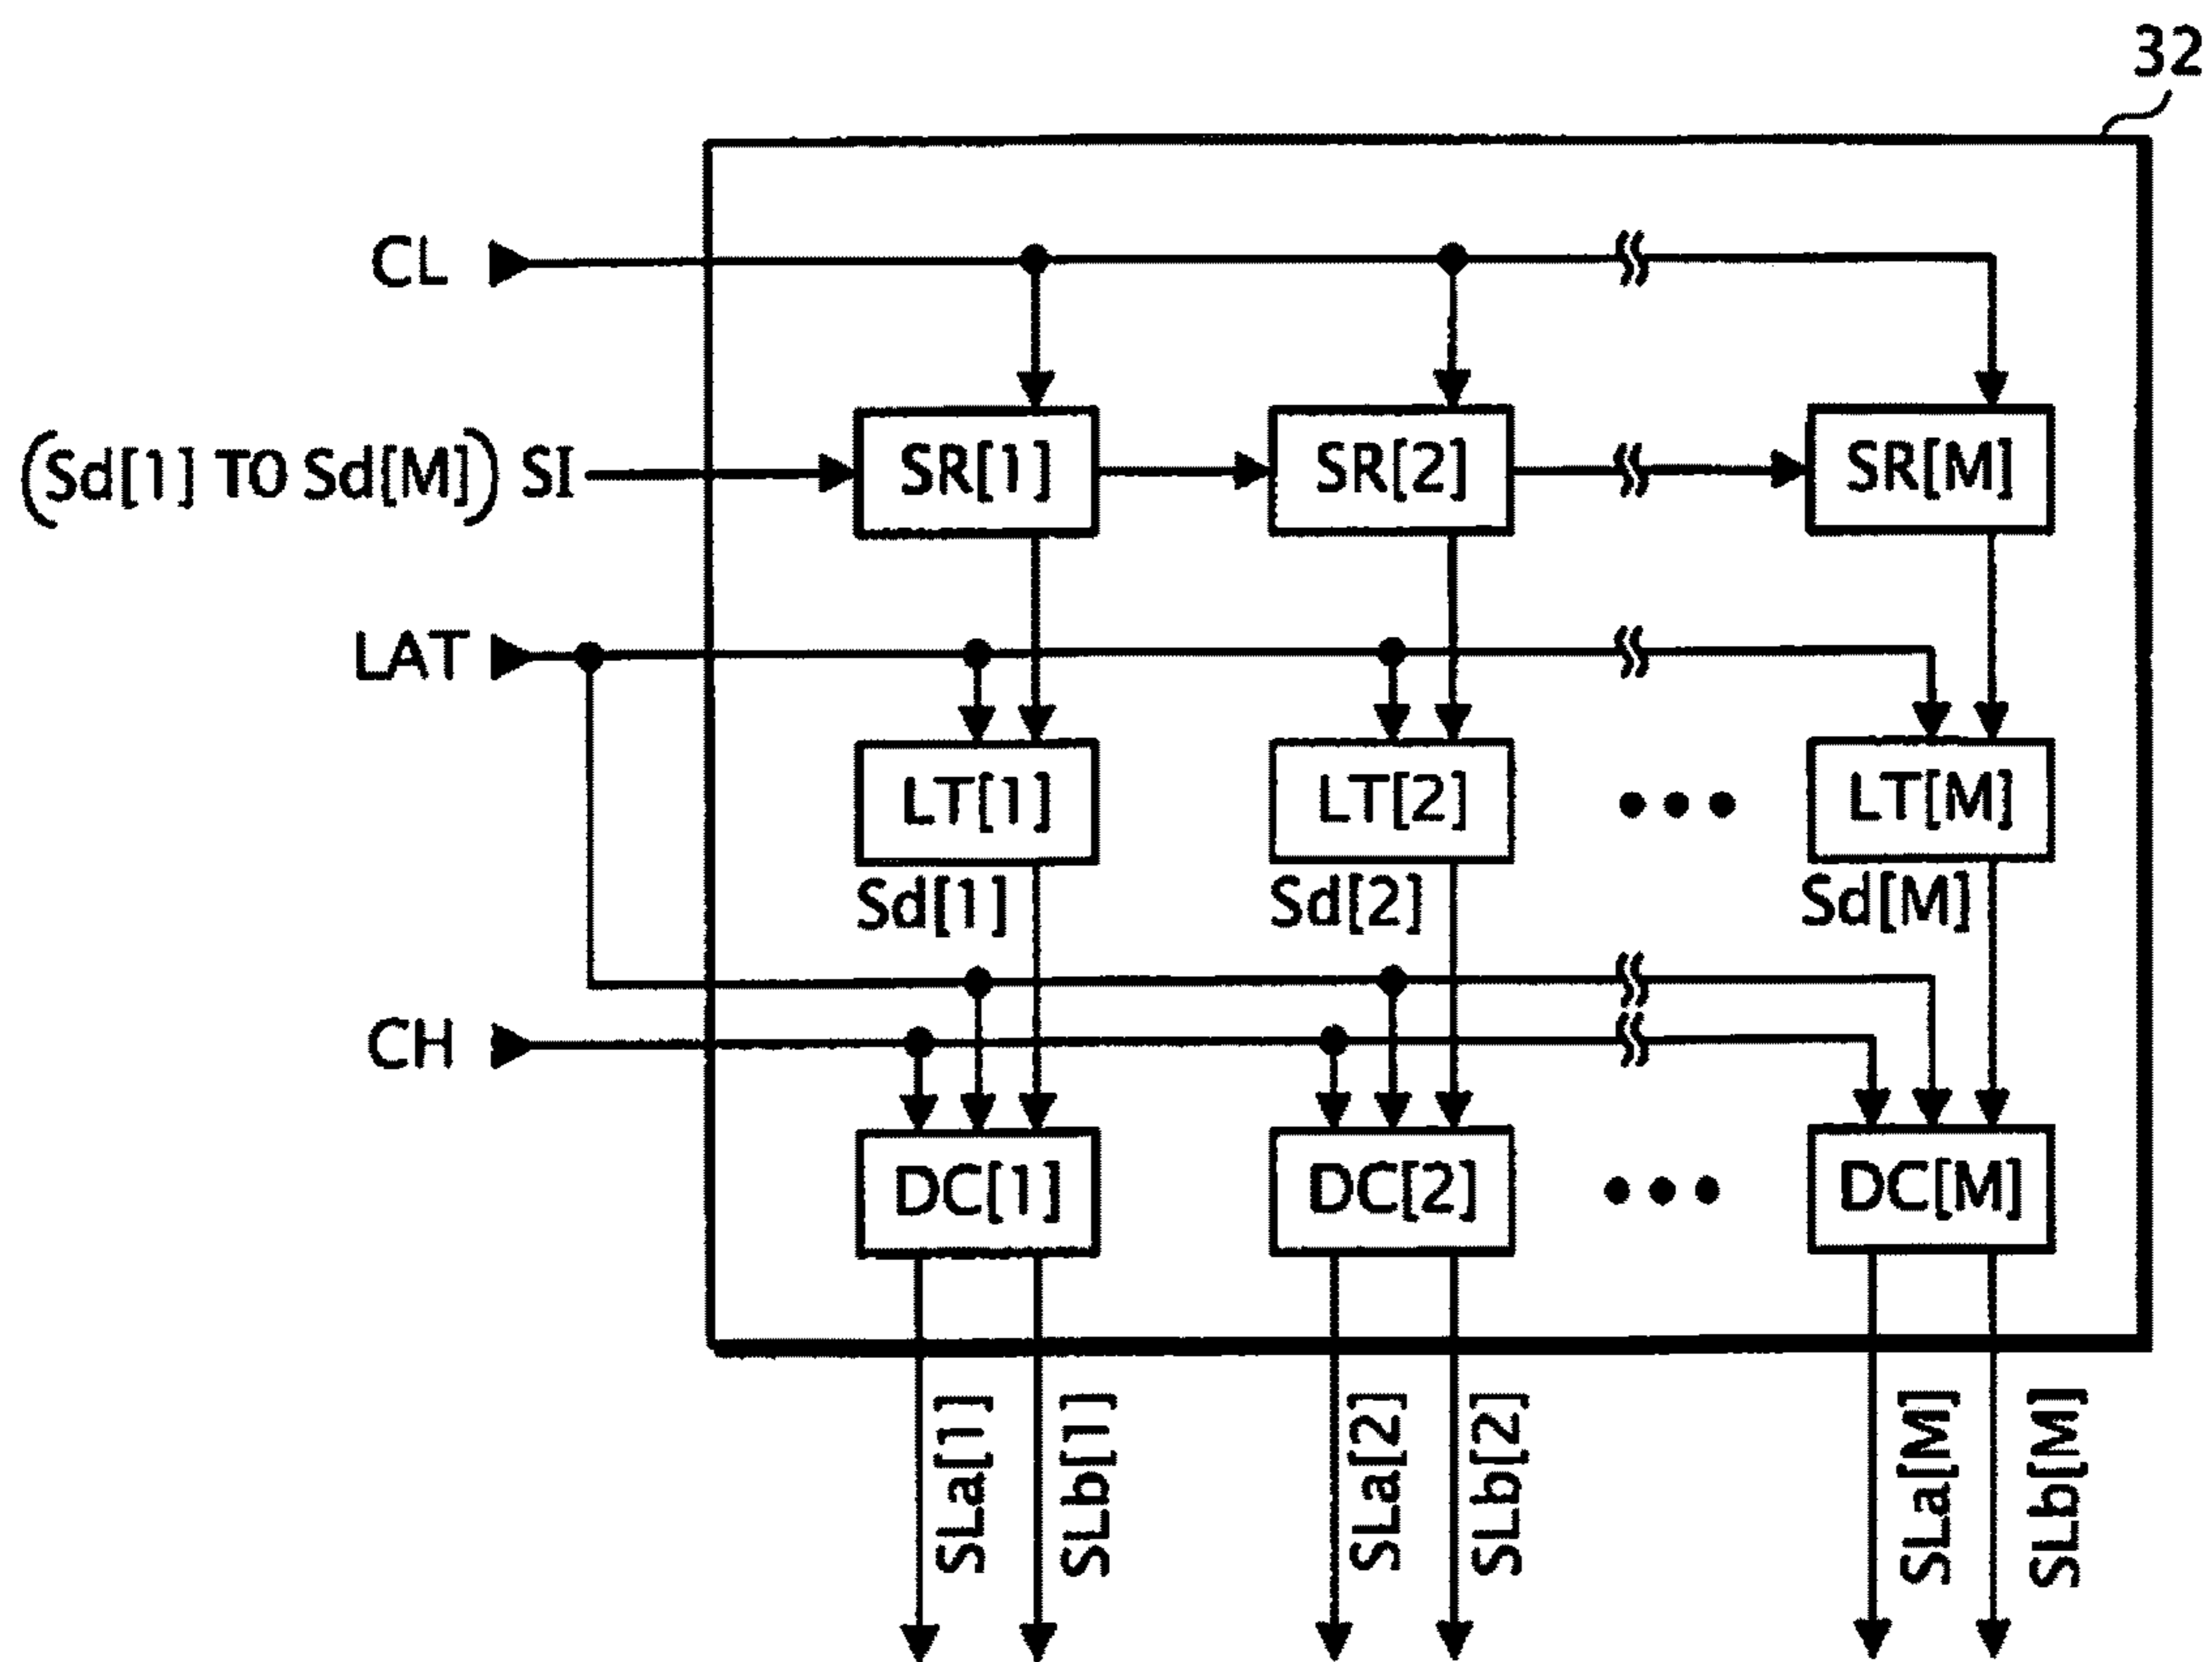 32
CL
(Sd[1] TO Sd[M]) SI
SR[1] SR[2] SR[M]
LAT
LT[1] LT[2] LT[M]
Sd[1] Sd[2] Sd[M]
CH
DC[1] DC[2] DC[M]
SLa[1] SLb[1] SLa[2] SLb[2] SLa[M] SLb[M]